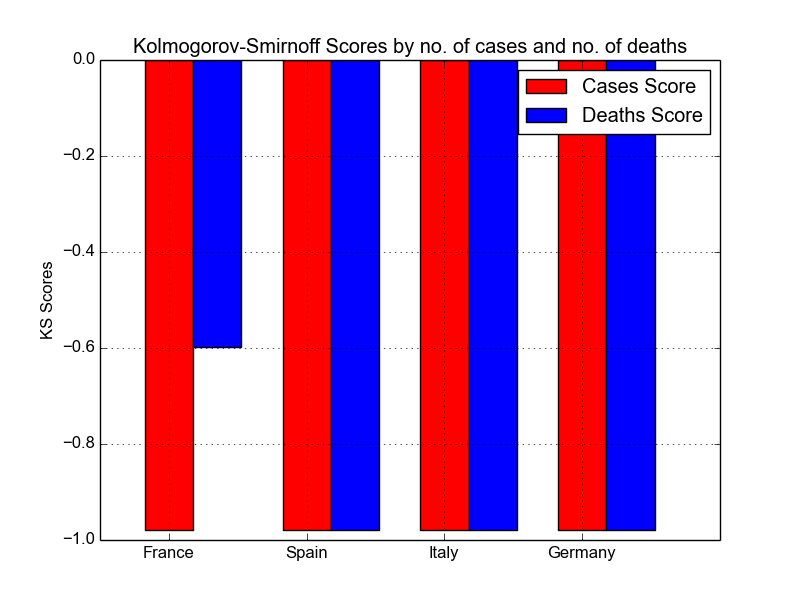 Kolmogorov-Smirnoff Scores by no. of cases and no. of deaths
Cases Score
Deaths Score
KS Scores
0.0
−0.2
−0.4
−0.6
−0.8
−1.0
France
Spain
Italy
Germany